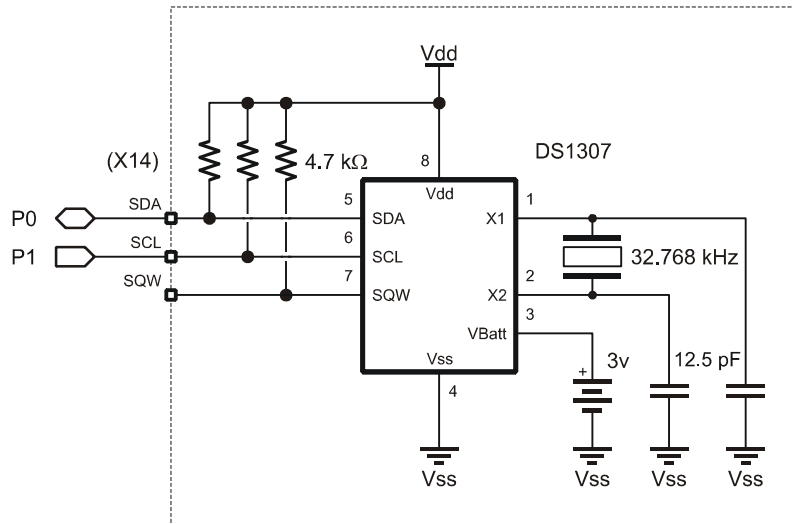 Vdd
(X14)
4.7 kΩ
8
DS1307
Vdd
P0
SDA
5
SDA
X1
1
P1
SCL
6
SCL
32.768 kHz
SQW
7
SQW
X2
2
VBatt
3
Vss
4
+
3v
12.5 pF
Vss
Vss
Vss
Vss